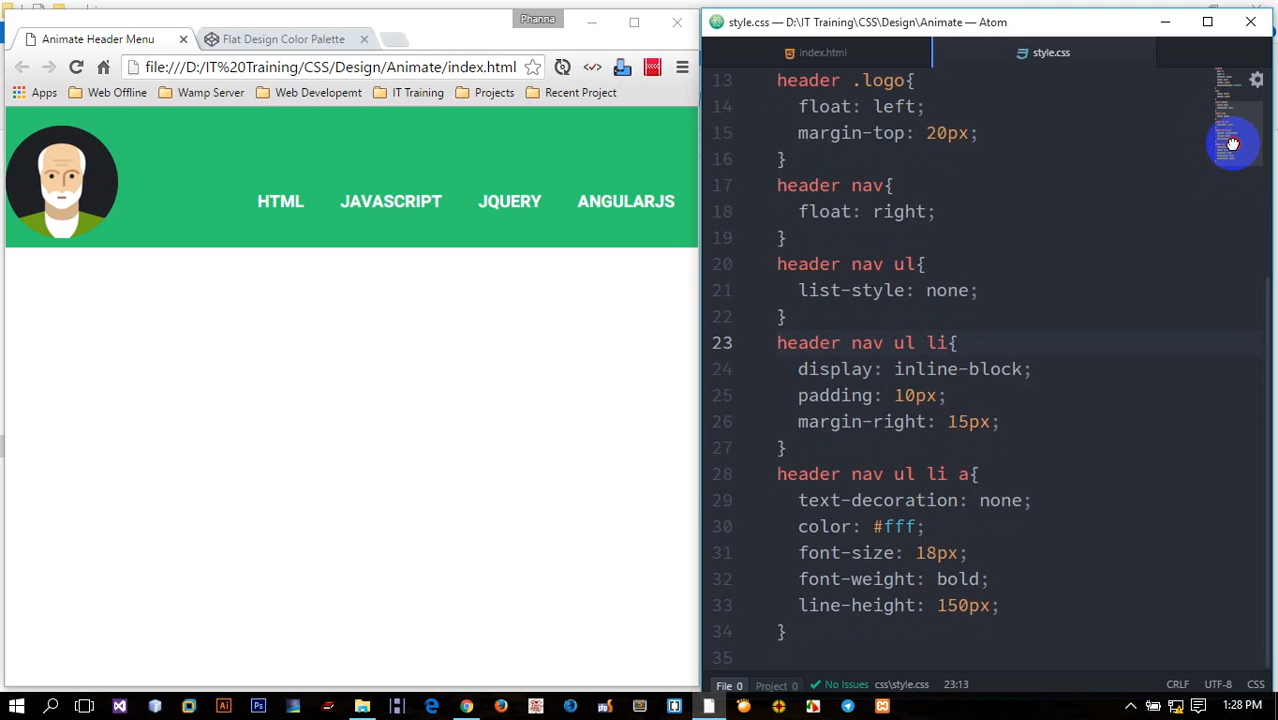 Phanna
Animate Header Menu
Flat Design Color Palette
file:///D:/IT%20Training/CSS/Design/Animate/index.html
Apps
Web Offline
Wamp Server
Web Developemt
IT Training
Projects
Recent Project
HTML
JAVASCRIPT
JQUERY
ANGULARJS
style.css — D:\IT Training\CSS\Design\Animate — Atom
index.html
style.css
13 header .logo{
14 float: left;
15 margin-top: 20px;
16 }
17 header nav{
18 float: right;
19 }
20 header nav ul{
21 list-style: none;
22 }
23 header nav ul li{
24 display: inline-block;
25 padding: 10px;
26 margin-right: 15px;
27 }
28 header nav ul li a{
29 text-decoration: none;
30 color: #fff;
31 font-size: 18px;
32 font-weight: bold;
33 line-height: 150px;
34 }
35
File 0 Project 0 No Issues css\style.css 23:13 CRLF UTF-8 CSS
1:28 PM